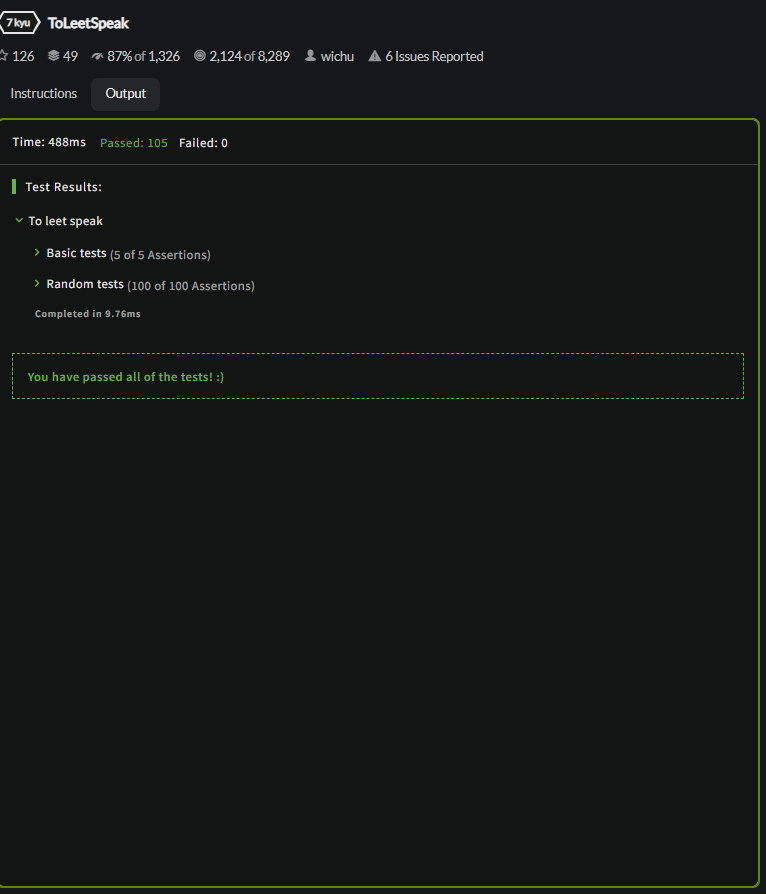 7 kyu ToLeetSpeak
126 49 87% of 1,326 2,124 of 8,289 wichu 6 Issues Reported
Instructions Output
Time: 488ms Passed: 105 Failed: 0
Test Results:
To leet speak
Basic tests (5 of 5 Assertions)
Random tests (100 of 100 Assertions)
Completed in 9.76ms
You have passed all of the tests! :)